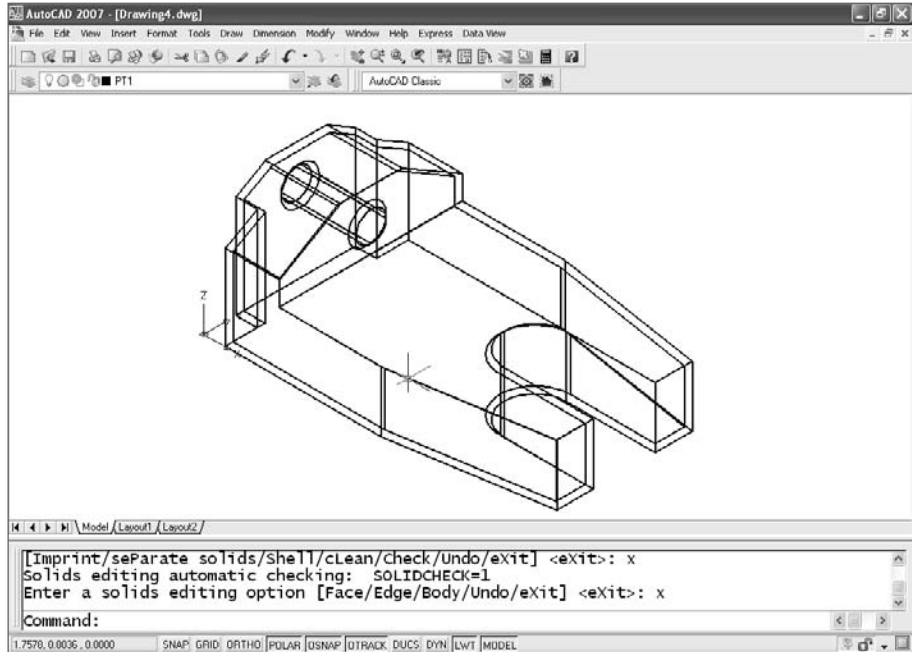 AutoCAD 2007 - [Drawing4.dwg]
File Edit View Insert Format Tools Draw Dimension Modify Window Help Express Data View
PT1 AutoCAD Classic
Z
Model Layout1 Layout2
[Imprint/seParate solids/Shell/cLean/Check/Undo/eXit] <eXit>: x
Solids editing automatic checking:  SOLIDCHECK=1
Enter a solids editing option [Face/Edge/Body/Undo/eXit] <eXit>: x
Command:
1.7570, 0.0036 , 0.0000 SNAP GRID ORTHO POLAR OSNAP OTRACK DUCS DYN LWT MODEL